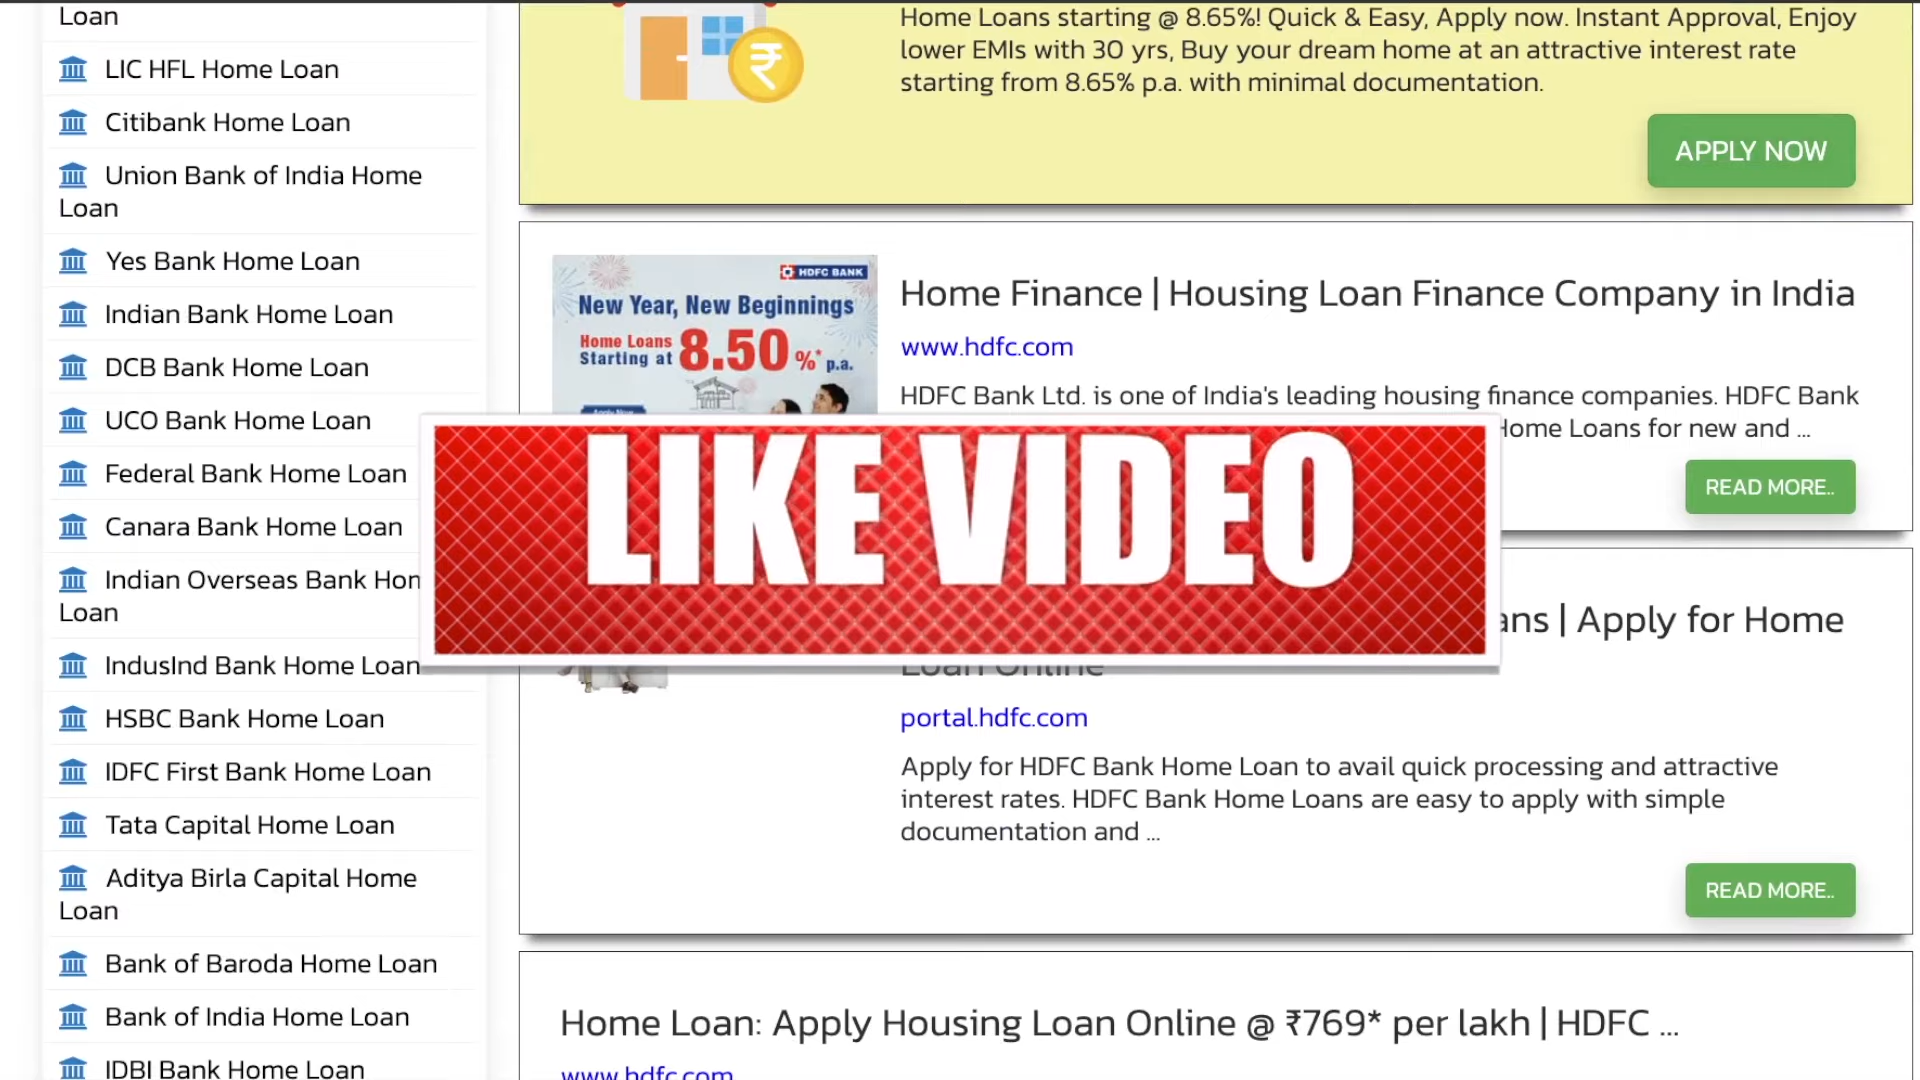 Loan
LIC HFL Home Loan
Citibank Home Loan
Union Bank of India Home
Loan
Yes Bank Home Loan
Indian Bank Home Loan
DCB Bank Home Loan
UCO Bank Home Loan
Federal Bank Home Loan
Canara Bank Home Loan
Indian Overseas Bank Hom
Loan
IndusInd Bank Home Loan
HSBC Bank Home Loan
IDFC First Bank Home Loan
Tata Capital Home Loan
Aditya Birla Capital Home
Loan
Bank of Baroda Home Loan
Bank of India Home Loan
IDBI Bank Home Loan
₹
Home Loans starting @ 8.65%! Quick & Easy, Apply now. Instant Approval, Enjoy
lower EMIs with 30 yrs, Buy your dream home at an attractive interest rate
starting from 8.65% p.a. with minimal documentation.
APPLY NOW
HDFC BANK
New Year, New Beginnings
Home Loans
Starting at 8.50%* p.a.
Apply Now
Home Finance | Housing Loan Finance Company in India
www.hdfc.com
HDFC Bank Ltd. is one of India's leading housing finance companies. HDFC Bank
Home Loans for new and ...
READ MORE..
LIKE VIDEO
ans | Apply for Home
Loan Online
portal.hdfc.com
Apply for HDFC Bank Home Loan to avail quick processing and attractive
interest rates. HDFC Bank Home Loans are easy to apply with simple
documentation and ...
READ MORE..
Home Loan: Apply Housing Loan Online @ ₹769* per lakh | HDFC ...
www.hdfc.com